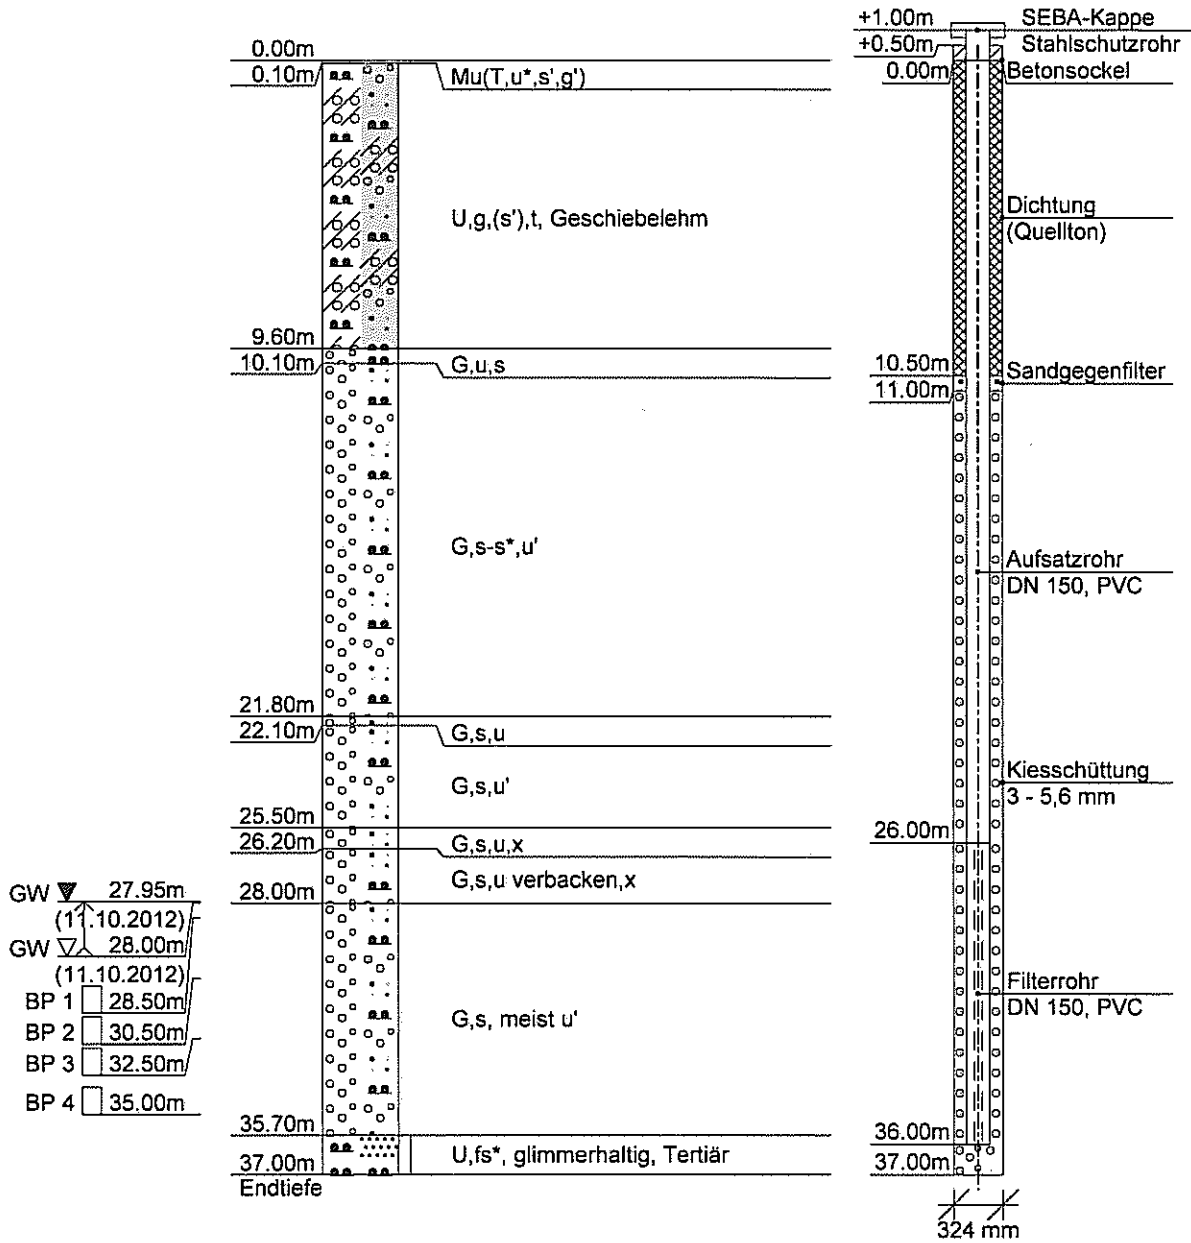 0.00m
0.10m
Mu(T,u*,s',g')
U,g,(s'),t, Geschiebelehm
9.60m
10.10m
G,u,s
G,s-s*,u'
21.80m
22.10m
G,s,u
G,s,u'
25.50m
26.20m
G,s,u,x
G,s,u verbacken,x
28.00m
GW 27.95m
(11.10.2012)
GW 28.00m
(11.10.2012)
BP 1 28.50m
BP 2 30.50m
BP 3 32.50m
BP 4 35.00m
G,s, meist u'
35.70m
U,fs*, glimmerhaltig, Tertiär
37.00m
Endtiefe
+1.00m
SEBA-Kappe
+0.50m
Stahlschutzrohr
0.00m
Betonsockel
Dichtung
(Quellton)
10.50m
Sandgegenfilter
11.00m
Aufsatzrohr
DN 150, PVC
Kiesschüttung
3 - 5,6 mm
26.00m
Filterrohr
DN 150, PVC
36.00m
37.00m
324 mm